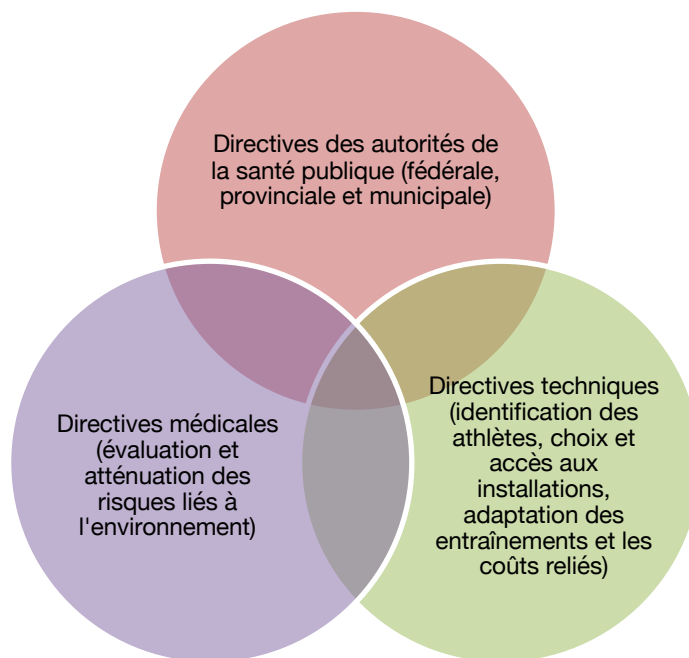 Directives des autorités de
la santé publique (fédérale,
provinciale et municipale)
Directives médicales
(évaluation et
atténuation des
risques liés à
l'environnement)
Directives techniques
(identification des
athlètes, choix et
accès aux
installations,
adaptation des
entraînements et les
coûts reliés)